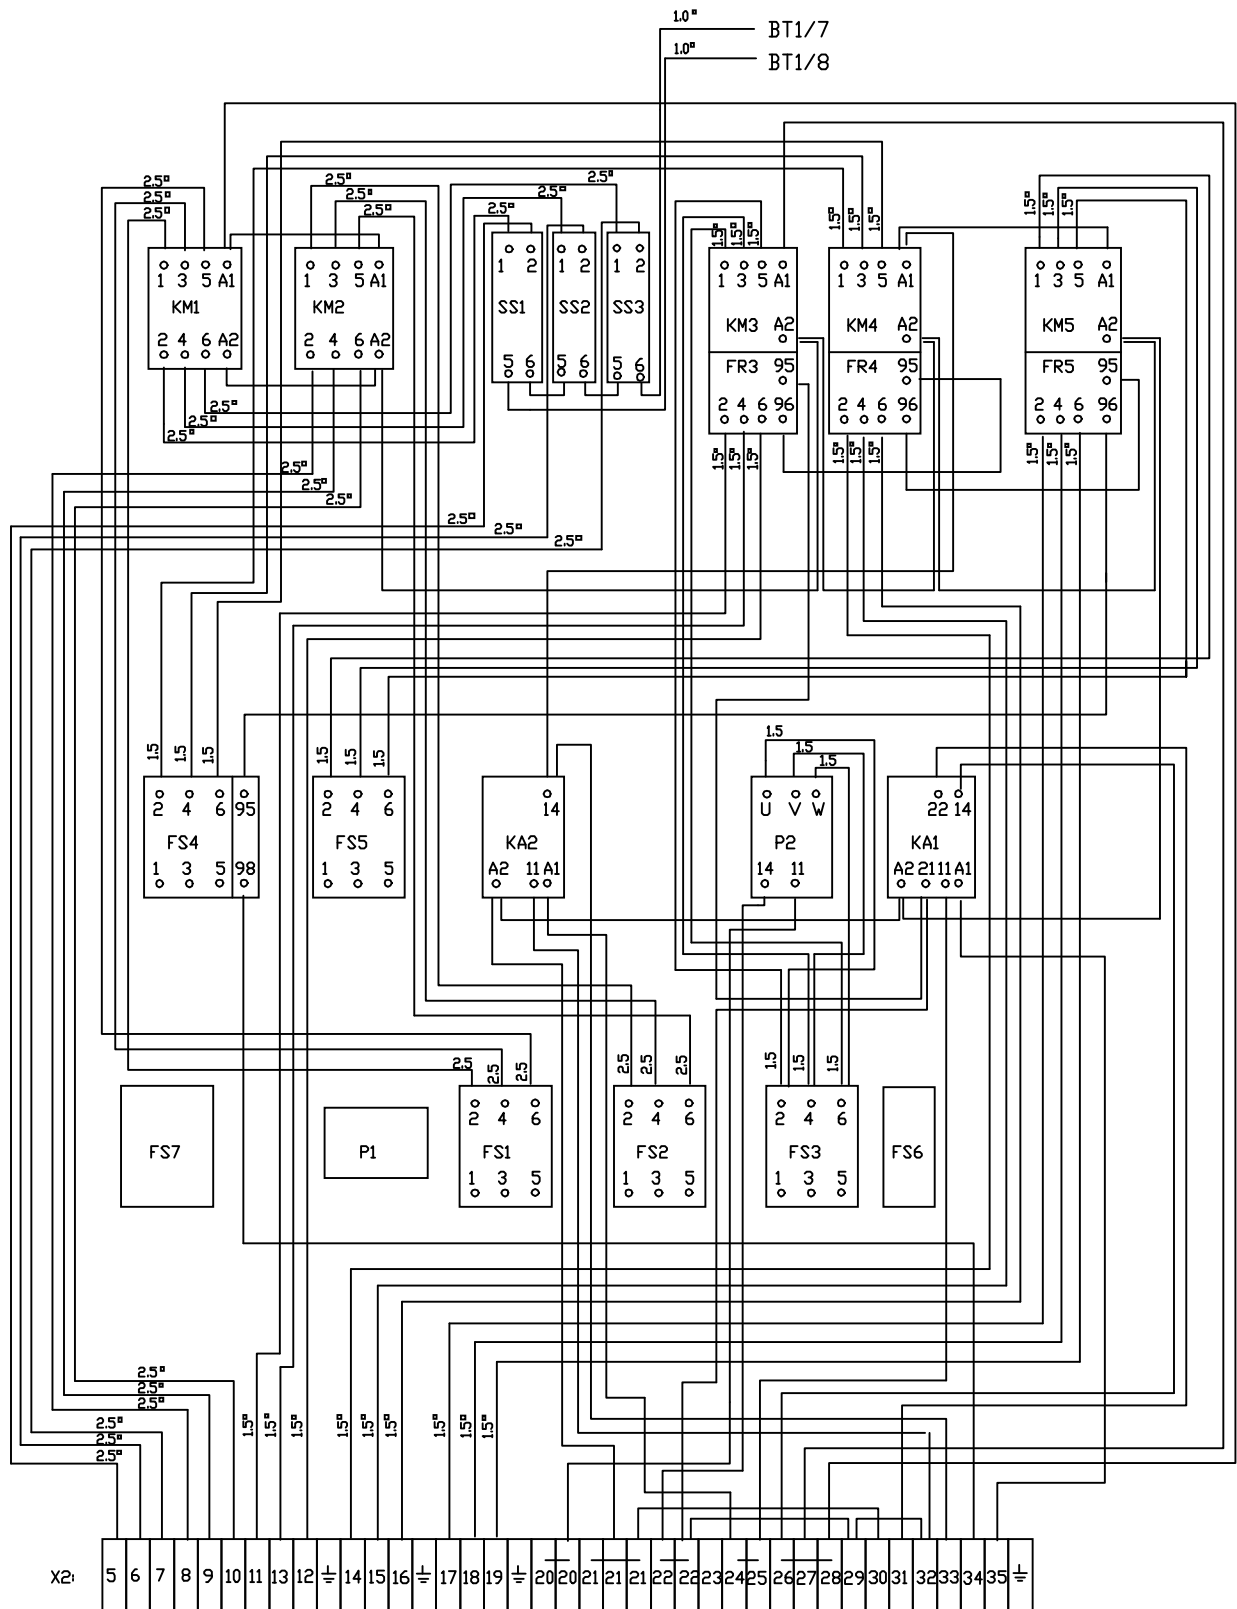 1.0¤ BT1/7
1.0¤ BT1/8
2.5¤ 2.5¤ 2.5¤
2.5¤ 2.5¤ 2.5¤
2.5¤ 2.5¤ 2.5¤
1.5¤ 1.5¤ 1.5¤ 1.5¤ 1.5¤ 1.5¤ 1.5¤ 1.5¤ 1.5¤
1 3 5 A1 1 3 5 A1 1 2 1 2 1 2 1 3 5 A1 1 3 5 A1 1 3 5 A1
KM1 KM2 SS1 SS2 SS3 KM3 A2 KM4 A2 KM5 A2
2 4 6 A2 2 4 6 A2 5 6 5 6 5 6 FR3 95 FR4 95 FR5 95
2 4 6 96 2 4 6 96 2 4 6 96
2.5¤
2.5¤
2.5¤
1.5¤ 1.5¤ 1.5¤ 1.5¤ 1.5¤ 1.5¤ 1.5¤ 1.5¤ 1.5¤
2.5¤
2.5¤
2.5¤
2.5¤
2.5¤
2.5¤
1.5 1.5 1.5 1.5 1.5 1.5 1.5
1.5
1.5
2 4 6 95 2 4 6 14 U V W 22 14
FS4 FS5 KA2 P2 KA1
1 3 5 98 1 3 5 A2 11 A1 14 11 A2 21 11 A1
2.5 2.5 2.5 2.5 2.5 2.5 1.5 1.5 1.5
2 4 6 2 4 6 2 4 6
FS7 P1 FS1 FS2 FS3 FS6
1 3 5 1 3 5 1 3 5
2.5¤
2.5¤
2.5¤
2.5¤
2.5¤
2.5¤
1.5¤ 1.5¤ 1.5¤ 1.5¤ 1.5¤ 1.5¤ 1.5¤ 1.5¤ 1.5¤
X2: 5 6 7 8 9 10 11 13 12 ⏚ 14 15 16 ⏚ 17 18 19 ⏚ 20 20 21 21 21 22 22 23 24 25 26 27 28 29 30 31 32 33 34 35 ⏚